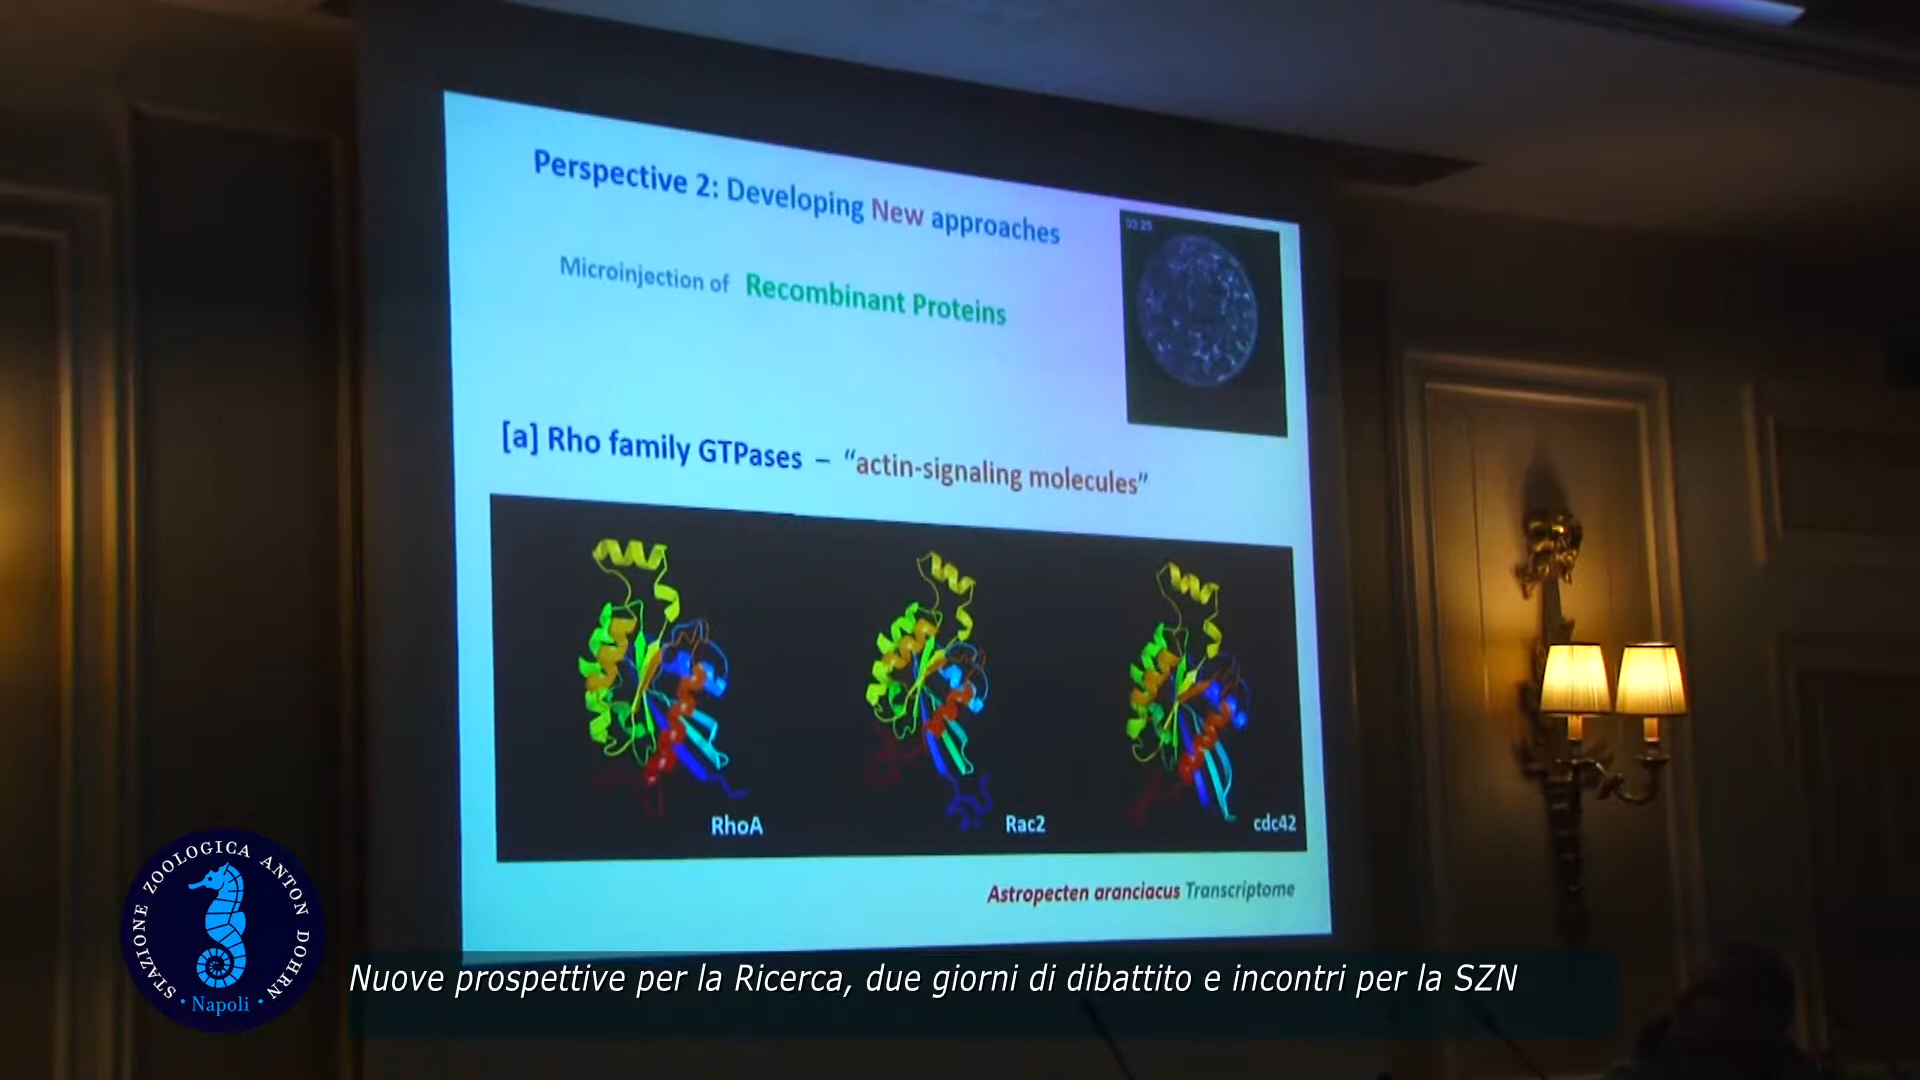 Perspective 2: Developing New approaches
03:25
Microinjection of Recombinant Proteins
[a] Rho family GTPases – “actin-signaling molecules”
RhoA
Rac2
cdc42
Astropecten aranciacus Transcriptome
STAZIONE ZOOLOGICA ANTON DOHRN
• Napoli •
Nuove prospettive per la Ricerca, due giorni di dibattito e incontri per la SZN